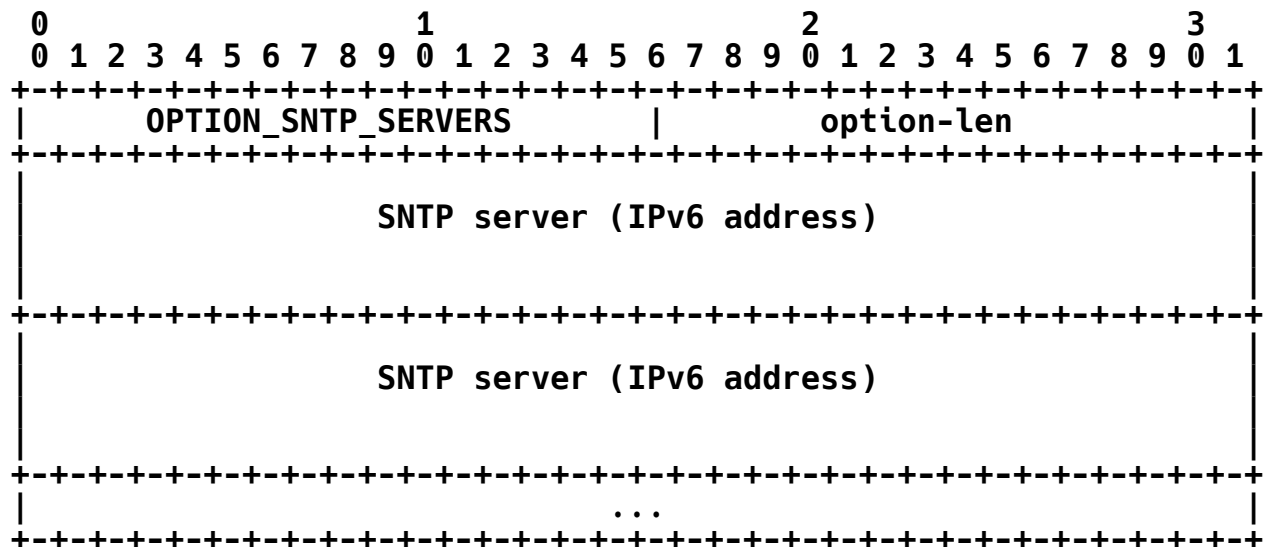 0                   1                   2                   3
 0 1 2 3 4 5 6 7 8 9 0 1 2 3 4 5 6 7 8 9 0 1 2 3 4 5 6 7 8 9 0 1
+-+-+-+-+-+-+-+-+-+-+-+-+-+-+-+-+-+-+-+-+-+-+-+-+-+-+-+-+-+-+-+-+
|      OPTION_SNTP_SERVERS       |        option-len            |
+-+-+-+-+-+-+-+-+-+-+-+-+-+-+-+-+-+-+-+-+-+-+-+-+-+-+-+-+-+-+-+-+
|                                                               |
|                  SNTP server (IPv6 address)                   |
|                                                               |
|                                                               |
+-+-+-+-+-+-+-+-+-+-+-+-+-+-+-+-+-+-+-+-+-+-+-+-+-+-+-+-+-+-+-+-+
|                                                               |
|                  SNTP server (IPv6 address)                   |
|                                                               |
|                                                               |
+-+-+-+-+-+-+-+-+-+-+-+-+-+-+-+-+-+-+-+-+-+-+-+-+-+-+-+-+-+-+-+-+
|                              ...                              |
+-+-+-+-+-+-+-+-+-+-+-+-+-+-+-+-+-+-+-+-+-+-+-+-+-+-+-+-+-+-+-+-+